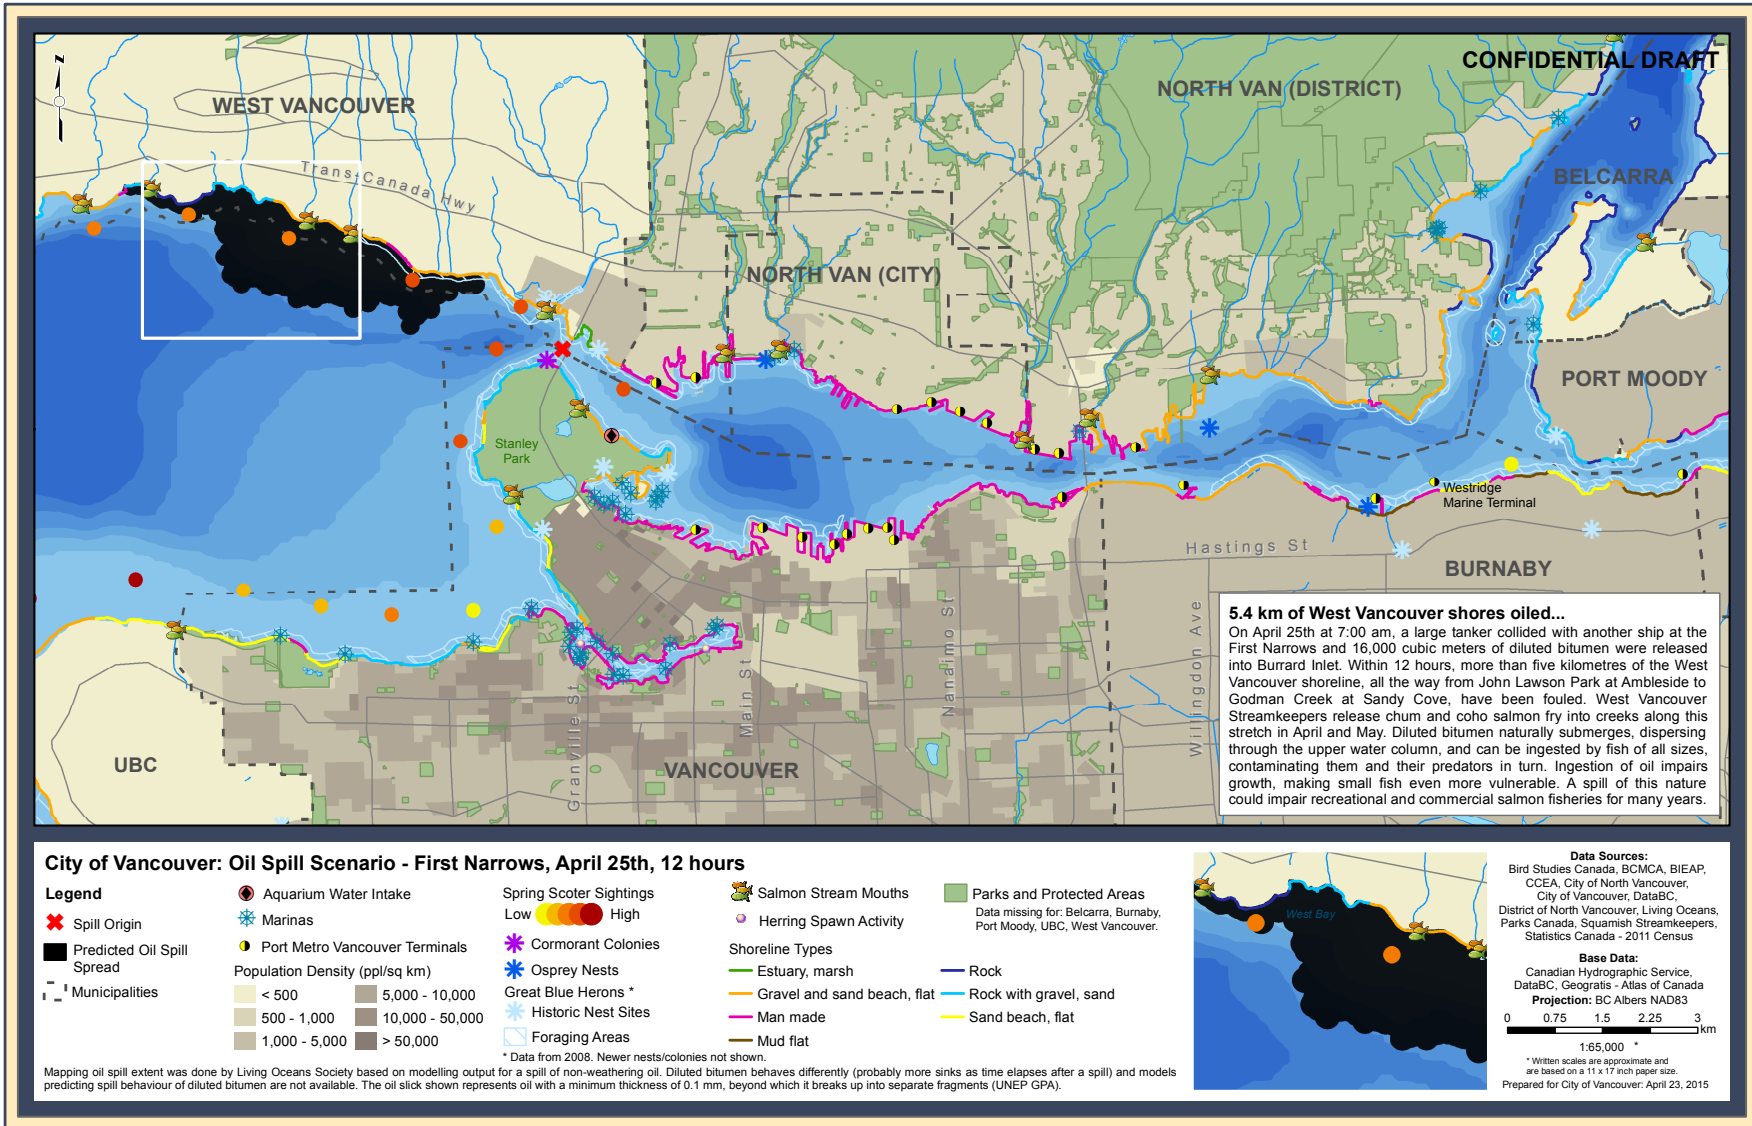 N
CONFIDENTIAL DRAFT
WEST VANCOUVER
NORTH VAN (DISTRICT)
Trans-Canada Hwy
BELCARRA
NORTH VAN (CITY)
PORT MOODY
Stanley
Park
Westridge
Marine Terminal
Hastings St
BURNABY
Willingdon Ave
Nanaimo St
Main St
Granville St
UBC
VANCOUVER
5.4 km of West Vancouver shores oiled...
On April 25th at 7:00 am, a large tanker collided with another ship at the
First Narrows and 16,000 cubic meters of diluted bitumen were released
into Burrard Inlet. Within 12 hours, more than five kilometres of the West
Vancouver shoreline, all the way from John Lawson Park at Ambleside to
Godman Creek at Sandy Cove, have been fouled. West Vancouver
Streamkeepers release chum and coho salmon fry into creeks along this
stretch in April and May. Diluted bitumen naturally submerges, dispersing
through the upper water column, and can be ingested by fish of all sizes,
contaminating them and their predators in turn. Ingestion of oil impairs
growth, making small fish even more vulnerable. A spill of this nature
could impair recreational and commercial salmon fisheries for many years.
City of Vancouver: Oil Spill Scenario - First Narrows, April 25th, 12 hours
Legend
Spill Origin
Predicted Oil Spill
Spread
Municipalities
Aquarium Water Intake
Marinas
Port Metro Vancouver Terminals
Population Density (ppl/sq km)
< 500
500 - 1,000
1,000 - 5,000
5,000 - 10,000
10,000 - 50,000
> 50,000
Spring Scoter Sightings
Low High
Cormorant Colonies
Osprey Nests
Great Blue Herons *
Historic Nest Sites
Foraging Areas
* Data from 2008. Newer nests/colonies not shown.
Salmon Stream Mouths
Herring Spawn Activity
Shoreline Types
Estuary, marsh
Gravel and sand beach, flat
Man made
Mud flat
Rock
Rock with gravel, sand
Sand beach, flat
Parks and Protected Areas
Data missing for: Belcarra, Burnaby,
Port Moody, UBC, West Vancouver.
Mapping oil spill extent was done by Living Oceans Society based on modelling output for a spill of non-weathering oil. Diluted bitumen behaves differently (probably more sinks as time elapses after a spill) and models
predicting spill behaviour of diluted bitumen are not available. The oil slick shown represents oil with a minimum thickness of 0.1 mm, beyond which it breaks up into separate fragments (UNEP GPA).
West Bay
Data Sources:
Bird Studies Canada, BCMCA, BIEAP,
CCEA, City of North Vancouver,
City of Vancouver, DataBC,
District of North Vancouver, Living Oceans,
Parks Canada, Squamish Streamkeepers,
Statistics Canada - 2011 Census
Base Data:
Canadian Hydrographic Service,
DataBC, Geogratis - Atlas of Canada
Projection: BC Albers NAD83
0 0.75 1.5 2.25 3
km
1:65,000 *
* Written scales are approximate and
are based on a 11 x 17 inch paper size.
Prepared for City of Vancouver: April 23, 2015